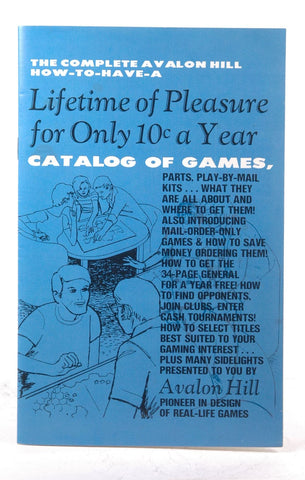 THE COMPLETE AVALON HILL
HOW-TO-HAVE-A
Lifetime of Pleasure
for Only 10c a Year
CATALOG OF GAMES,
PARTS, PLAY-BY-MAIL
KITS . . . WHAT THEY
ARE ALL ABOUT AND
WHERE TO GET THEM!
ALSO INTRODUCING
MAIL-ORDER-ONLY
GAMES & HOW TO SAVE
MONEY ORDERING THEM!
HOW TO GET THE
34-PAGE GENERAL
FOR A YEAR FREE! HOW
TO FIND OPPONENTS,
JOIN CLUBS, ENTER
CASH TOURNAMENTS!
HOW TO SELECT TITLES
BEST SUITED TO YOUR
GAMING INTEREST . . .
PLUS MANY SIDELIGHTS
PRESENTED TO YOU BY
Avalon Hill
PIONEER IN DESIGN
OF REAL-LIFE GAMES